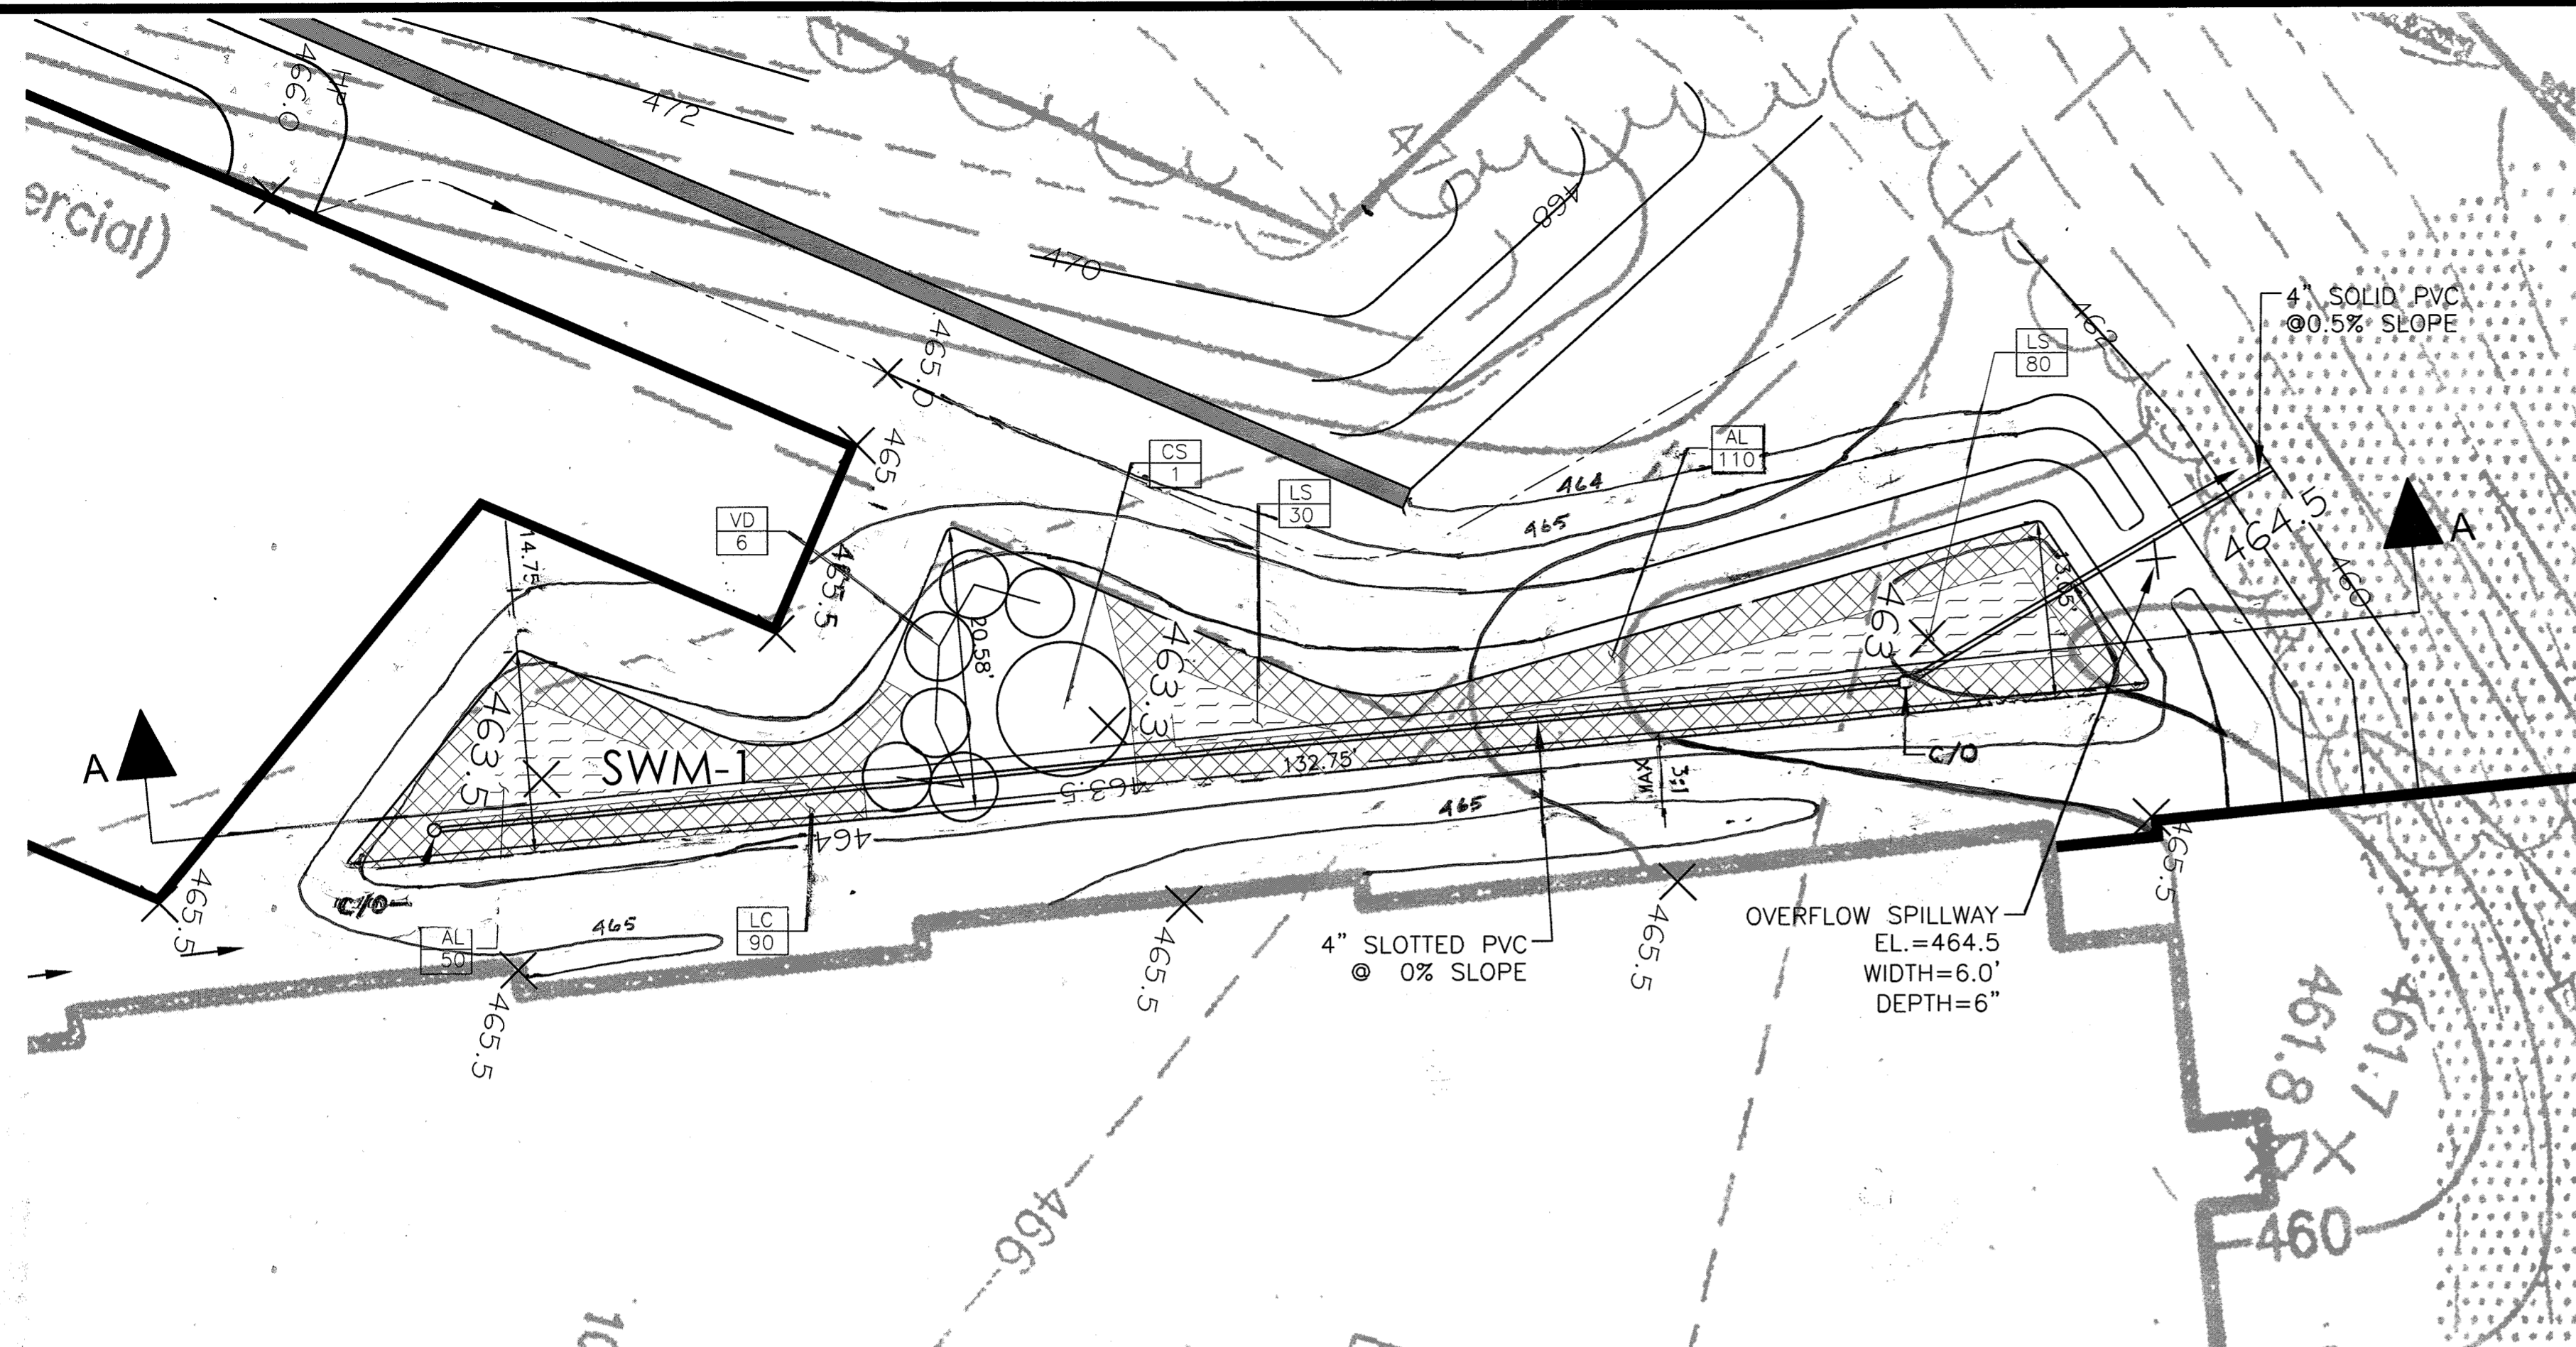 466.0
HP
472
ercial)
470
468
462
4" SOLID PVC
@0.5% SLOPE
465.0
465.1
LS
80
CS
1
LS
30
AL
110
464
465
VD
6
465.5
14.75'
20.58'
13.05'
464.5
460
A
A
463.5
SWM-1
463.3
463
132.75'
463.5
464
465
3:1
MAX
C/O
C/O
465.5
465
AL
50
LC
90
465.5
465.5
465.5
465.5
4" SLOTTED PVC
@ 0% SLOPE
OVERFLOW SPILLWAY
EL.=464.5
WIDTH=6.0'
DEPTH=6"
461.8
461.7
466
460